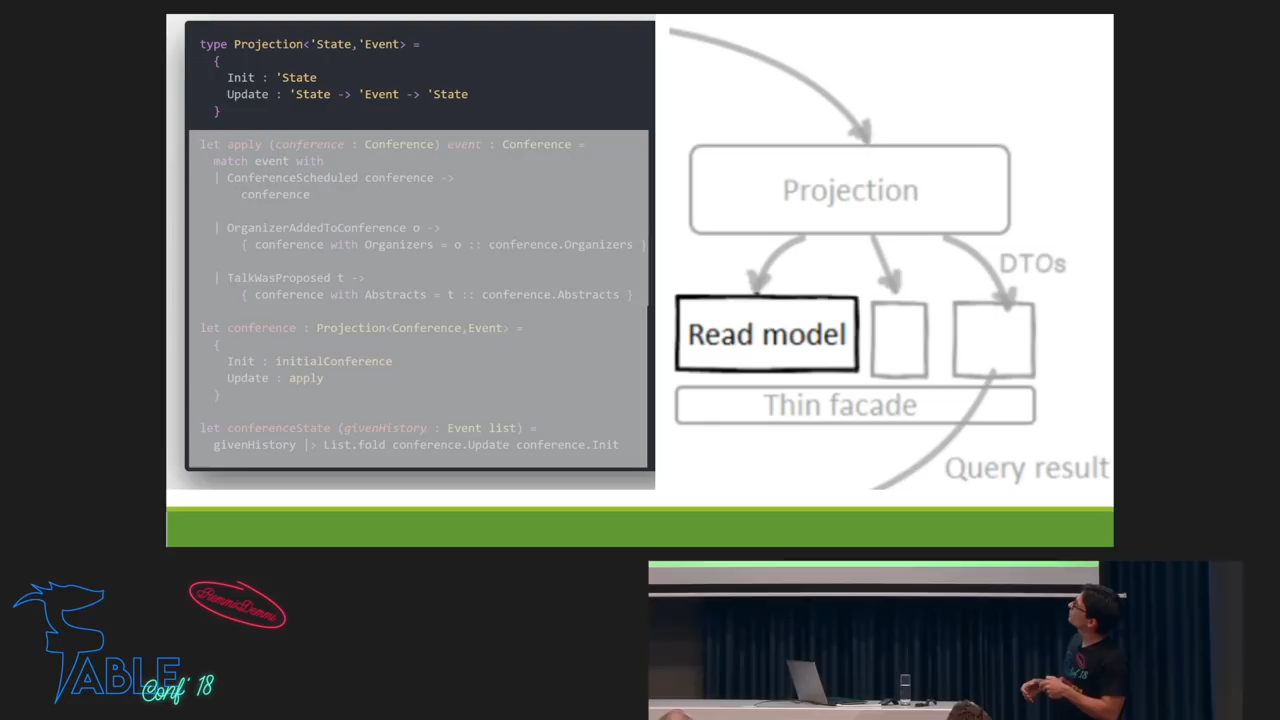 type Projection<'State,'Event> =
{
Init : 'State
Update : 'State -> 'Event -> 'State
}
let apply (conference : Conference) event : Conference =
match event with
| ConferenceScheduled conference ->
conference
| OrganizerAddedToConference o ->
{ conference with Organizers = o :: conference.Organizers }
| TalkWasProposed t ->
{ conference with Abstracts = t :: conference.Abstracts }
let conference : Projection<Conference,Event> =
{
Init : initialConference
Update : apply
}
let conferenceState (givenHistory : Event list) =
givenHistory |> List.fold conference.Update conference.Init
Projection
DTOs
Read model
Thin facade
Query result
FABLE
Conf' 18